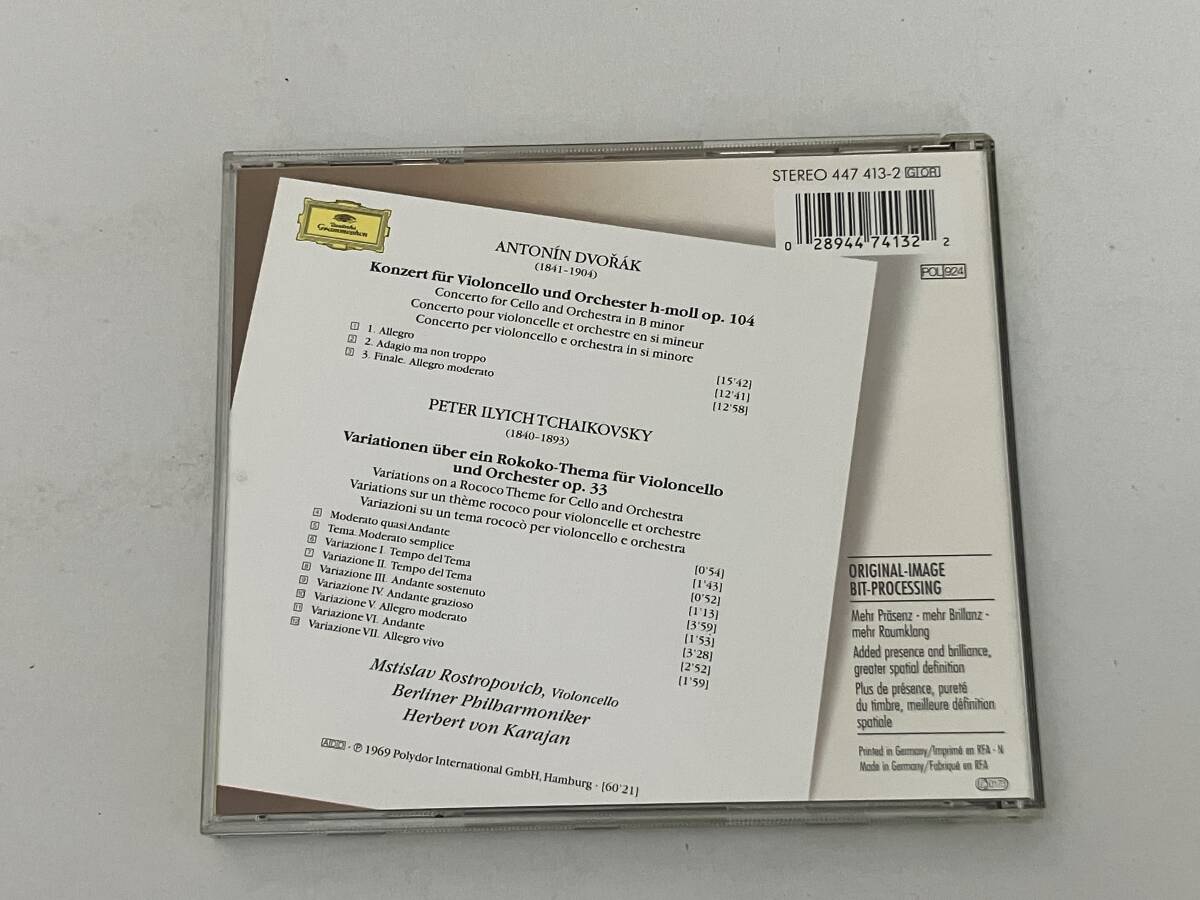 STEREO 447 413-2 GI OR
0 28944 74132 2
POL 924
Deutsche
Grammophon
ANTONÍN DVOŘÁK
(1841-1904)
Konzert für Violoncello und Orchester h-moll op. 104
Concerto for Cello and Orchestra in B minor
Concerto pour violoncelle et orchestre en si mineur
Concerto per violoncello e orchestra in si minore
1 1. Allegro [15'42]
2 2. Adagio ma non troppo [12'41]
3 3. Finale. Allegro moderato [12'58]
PETER ILYICH TCHAIKOVSKY
(1840-1893)
Variationen über ein Rokoko-Thema für Violoncello
und Orchester op. 33
Variations on a Rococo Theme for Cello and Orchestra
Variations sur un thème rococo pour violoncelle et orchestre
Variazioni su un tema rococò per violoncello e orchestra
4 Moderato quasi Andante [0'54]
5 Tema. Moderato semplice [1'43]
6 Variazione I. Tempo del Tema [0'52]
7 Variazione II. Tempo del Tema [1'13]
8 Variazione III. Andante sostenuto [3'59]
9 Variazione IV. Andante grazioso [1'53]
10 Variazione V. Allegro moderato [3'28]
11 Variazione VI. Andante [2'52]
12 Variazione VII. Allegro vivo [1'59]
Mstislav Rostropovich, Violoncello
Berliner Philharmoniker
Herbert von Karajan
ADD · ℗ 1969 Polydor International GmbH, Hamburg · [60'21]
ORIGINAL-IMAGE
BIT-PROCESSING
Mehr Präsenz - mehr Brillanz -
mehr Raumklang
Added presence and brilliance,
greater spatial definition
Plus de présence, pureté
du timbre, meilleure définition
spatiale
Printed in Germany/Imprimé en RFA - N
Made in Germany/Fabriqué en RFA